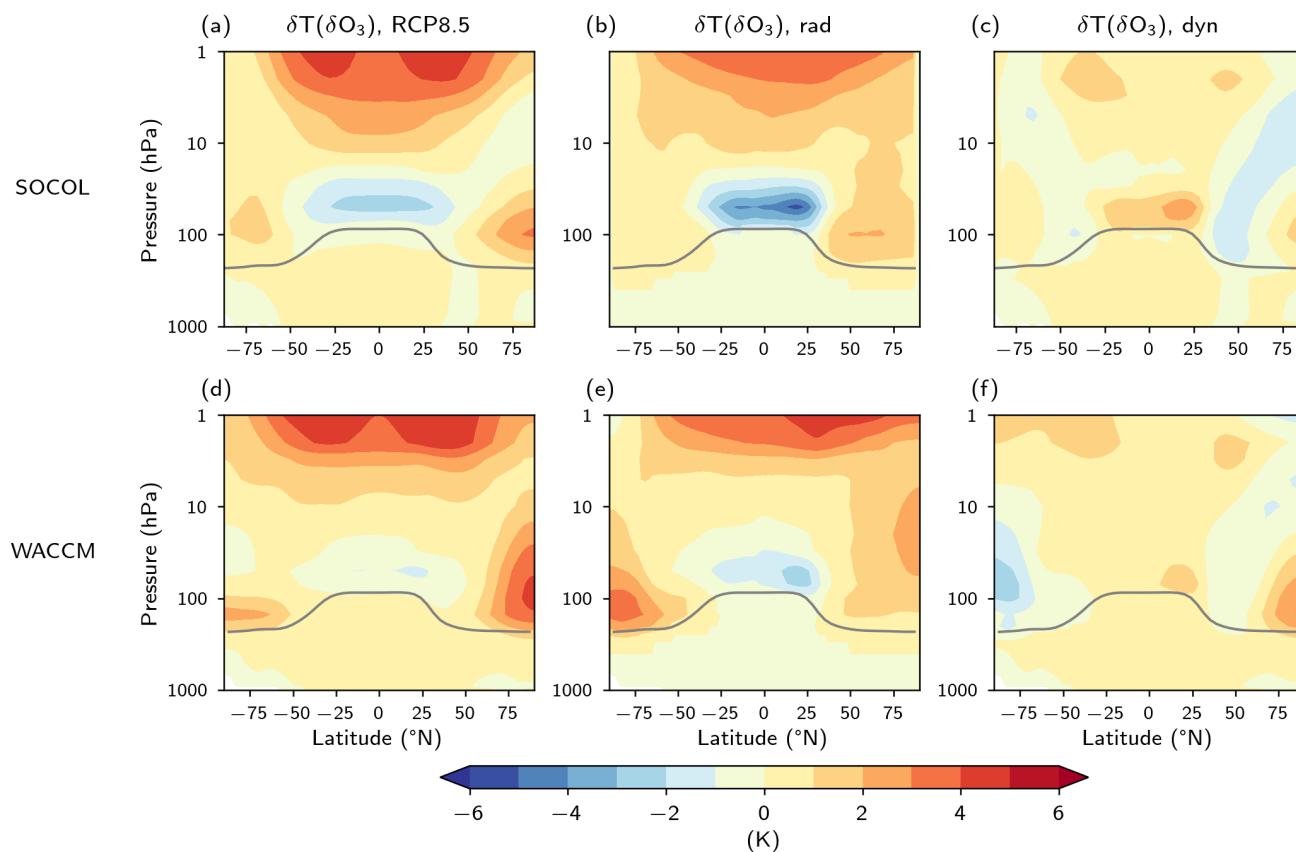 (a) δT(δO₃), RCP8.5
(b) δT(δO₃), rad
(c) δT(δO₃), dyn
SOCOL
Pressure (hPa)
1
10
100
1000
−75 −50 −25 0 25 50 75
−75 −50 −25 0 25 50 75
−75 −50 −25 0 25 50 75
1
10
100
1000
1
10
100
1000
(d)
(e)
(f)
WACCM
Pressure (hPa)
1
10
100
1000
−75 −50 −25 0 25 50 75
Latitude (°N)
1
10
100
1000
−75 −50 −25 0 25 50 75
Latitude (°N)
1
10
100
1000
−75 −50 −25 0 25 50 75
Latitude (°N)
−6 −4 −2 0 2 4 6
(K)